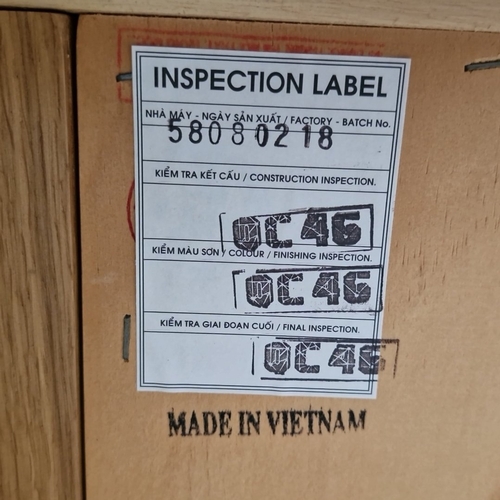 INSPECTION LABEL
NHÀ MÁY - NGÀY SẢN XUẤT / FACTORY - BATCH No.
58080218
KIỂM TRA KẾT CẤU / CONSTRUCTION INSPECTION.
QC 46
KIỂM MÀU SƠN / COLOUR / FINISHING INSPECTION.
QC 46
KIỂM TRA GIAI ĐOẠN CUỐI / FINAL INSPECTION.
QC 46
MADE IN VIETNAM